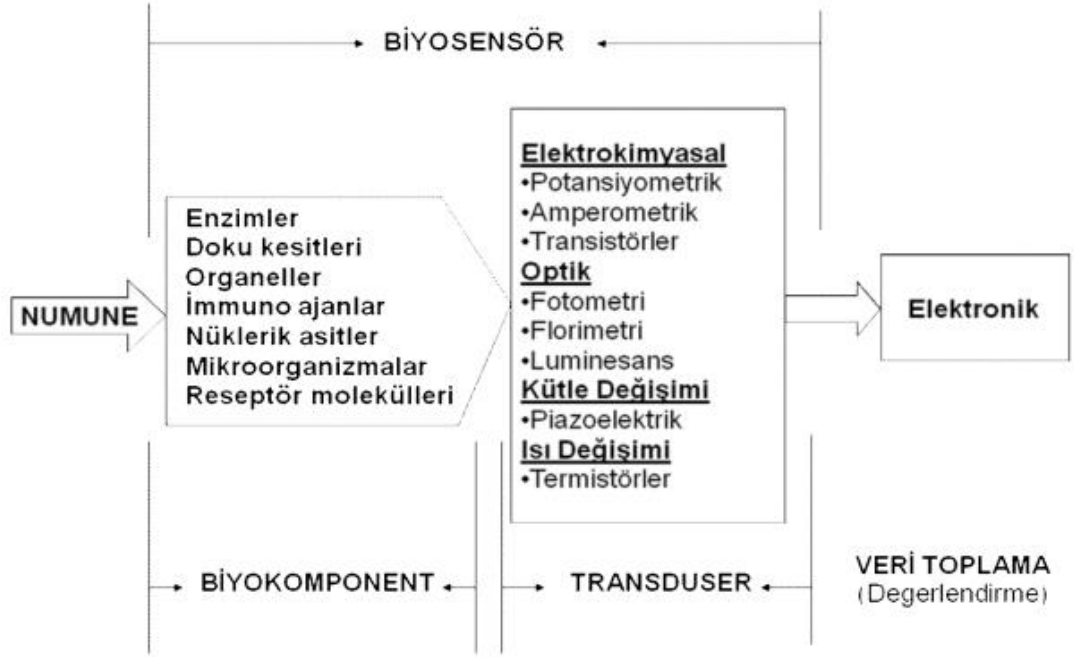 BİYOSENSÖR
NUMUNE
Enzimler
Doku kesitleri
Organeller
İmmuno ajanlar
Nüklerik asitler
Mikroorganizmalar
Reseptör molekülleri
Elektrokimyasal
•Potansiyometrik
•Amperometrik
•Transistörler
Optik
•Fotometri
•Florimetri
•Luminesans
Kütle Değişimi
•Piazoelektrik
Isı Değişimi
•Termistörler
Elektronik
BİYOKOMPONENT
TRANSDUSER
VERİ TOPLAMA
(Degerlendirme)